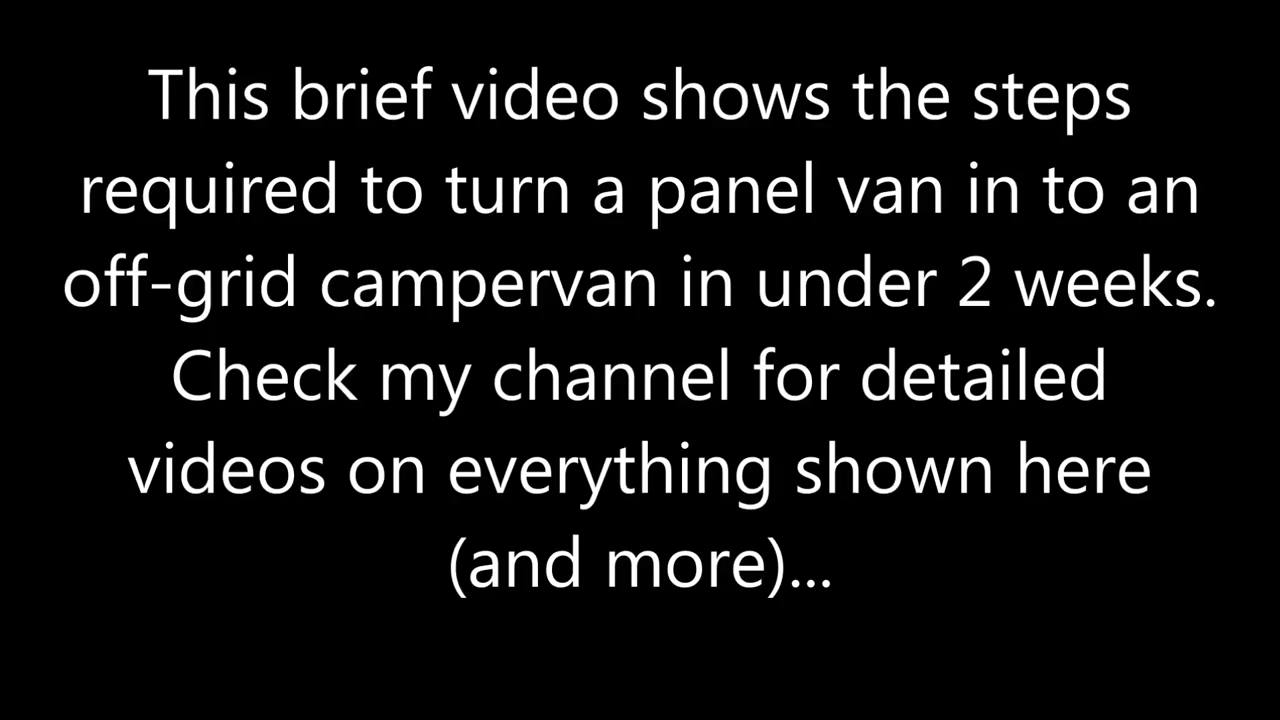 This brief video shows the steps
required to turn a panel van in to an
off-grid campervan in under 2 weeks.
Check my channel for detailed
videos on everything shown here
(and more)...